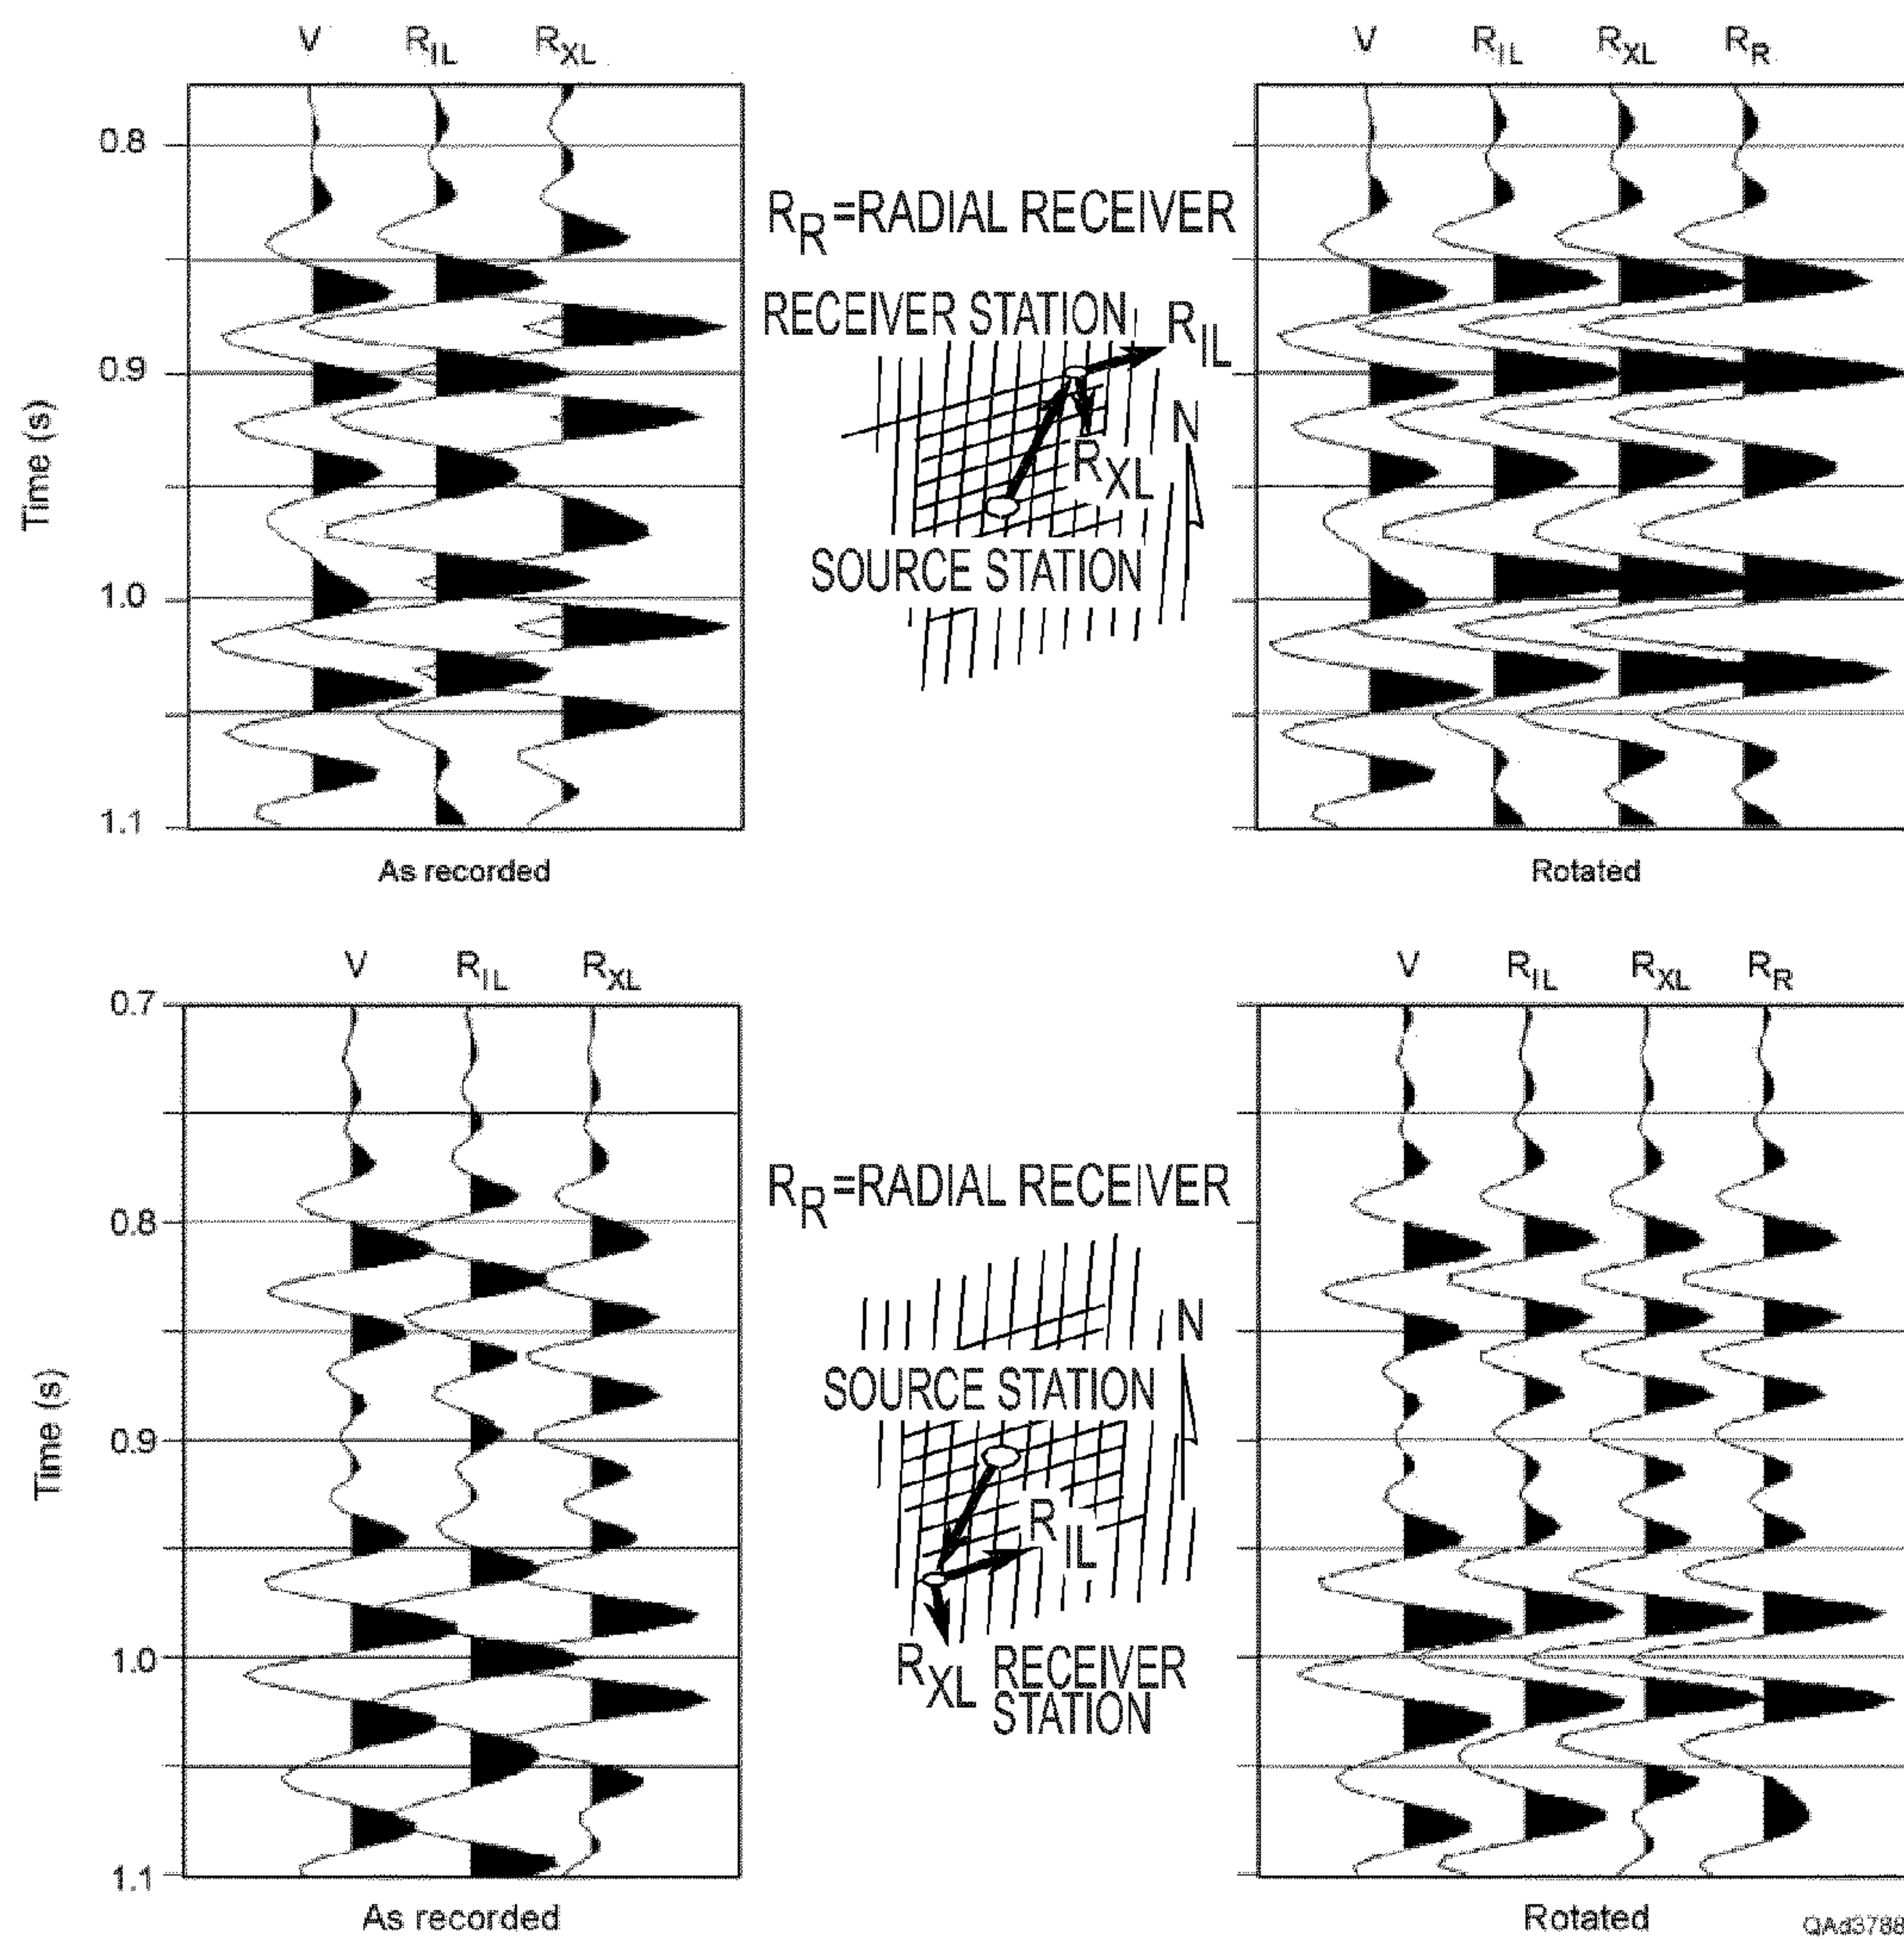 V R_IL R_XL
V R_IL R_XL R_R
0.8
0.9
1.0
1.1
Time (s)
R_R=RADIAL RECEIVER
RECEIVER STATION
R_IL
N
R_XL
SOURCE STATION
As recorded
Rotated
V R_IL R_XL
V R_IL R_XL R_R
0.7
0.8
0.9
1.0
1.1
Time (s)
R_R=RADIAL RECEIVER
N
SOURCE STATION
R_IL
R_XL RECEIVER
STATION
As recorded
Rotated
QAd3788